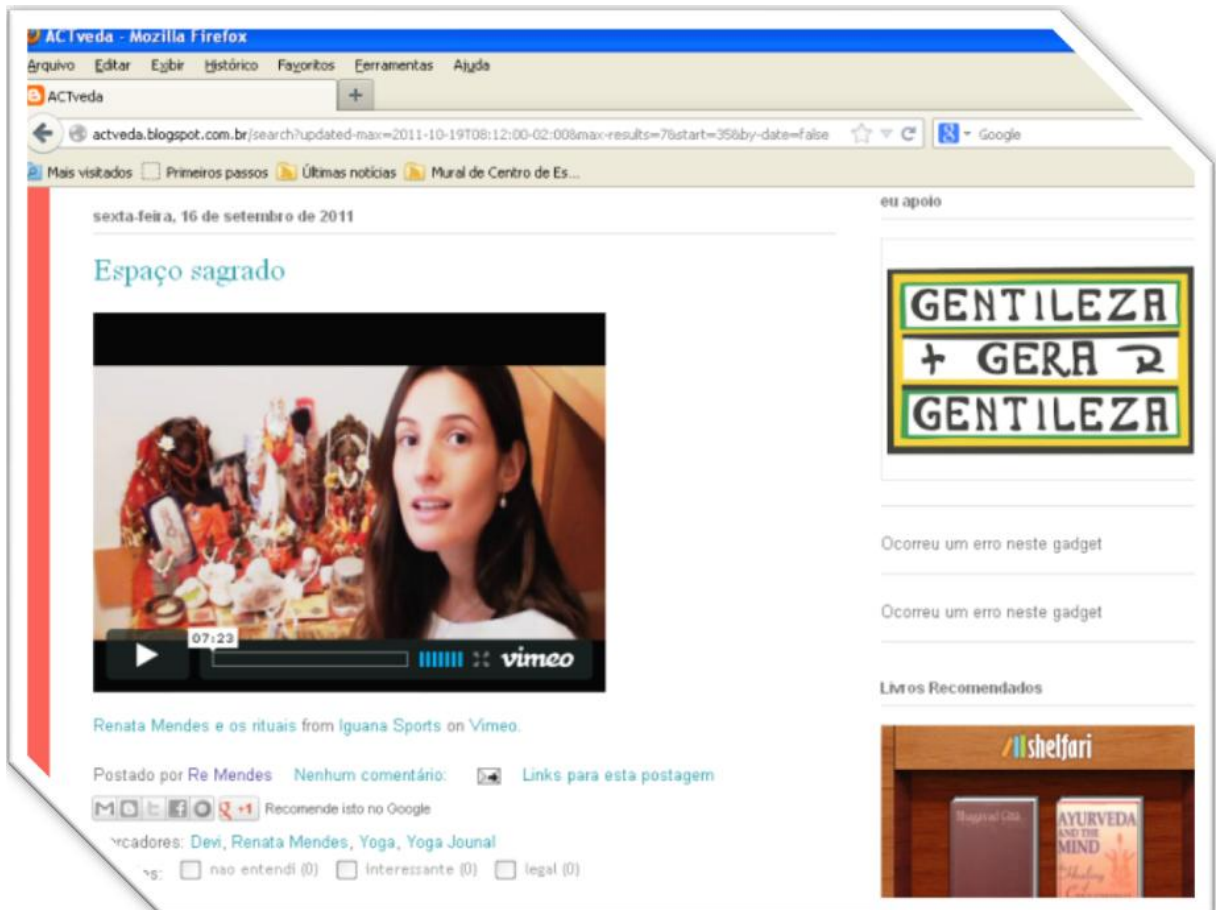 ACTveda - Mozilla Firefox
Arquivo Editar Exibir Histórico Favoritos Ferramentas Ajuda
ACTveda
actveda.blogspot.com.br/search?updated-max=2011-10-19T08:12:00-02:00&max-results=7&start=35&by-date=false Google
Mais visitados Primeiros passos Últimas notícias Mural de Centro de Es...
sexta-feira, 16 de setembro de 2011
Espaço sagrado
07:23
vimeo
Renata Mendes e os rituais from Iguana Sports on Vimeo.
Postado por Re Mendes Nenhum comentário: Links para esta postagem
+1 Recomende isto no Google
Devi, Renata Mendes, Yoga, Yoga Jounal
nao entendi (0) interessante (0) legal (0)
eu apoio
GENTILEZA
GERA
GENTILEZA
Ocorreu um erro neste gadget
Ocorreu um erro neste gadget
Livros Recomendados
shelfari
Bhagavad Gita
AYURVEDA
AND THE
MIND